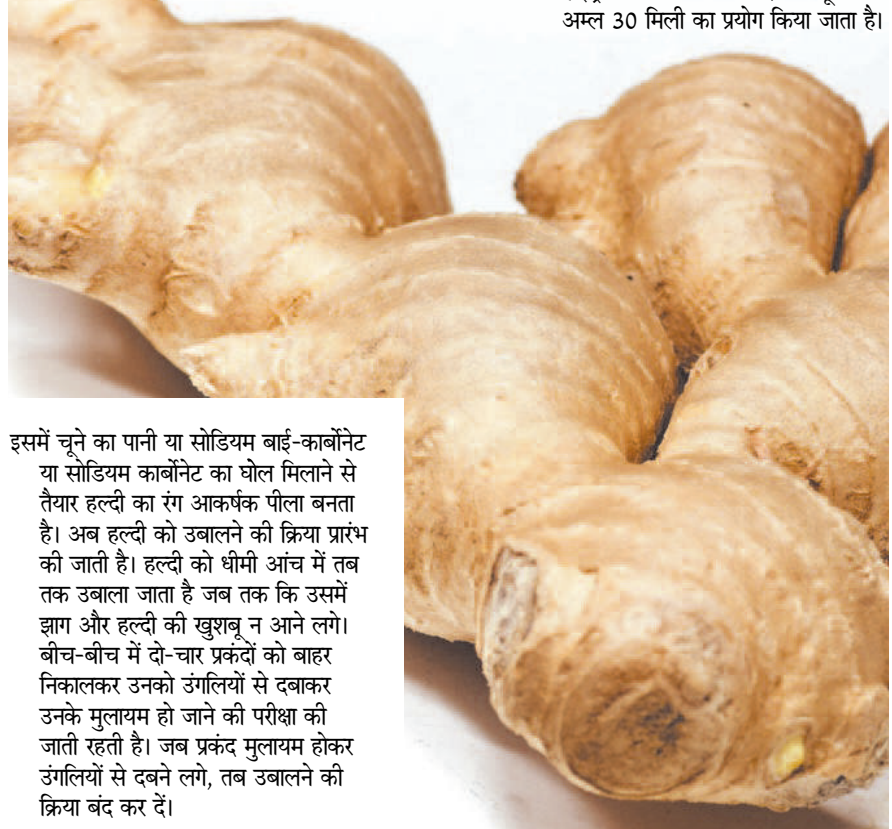 अम्ल 30 मिली का प्रयोग किया जाता है।
इसमें चूने का पानी या सोडियम बाई-कार्बोनेट
या सोडियम कार्बोनेट का घोल मिलाने से
तैयार हल्दी का रंग आकर्षक पीला बनता
है। अब हल्दी को उबालने की क्रिया प्रारंभ
की जाती है। हल्दी को धीमी आंच में तब
तक उबाला जाता है जब तक कि उसमें
झाग और हल्दी की खुशबू न आने लगे।
बीच-बीच में दो-चार प्रकंदों को बाहर
निकालकर उनको उंगलियों से दबाकर
उनके मुलायम हो जाने की परीक्षा की
जाती रहती है। जब प्रकंद मुलायम होकर
उंगलियों से दबने लगे, तब उबालने की
क्रिया बंद कर दें।